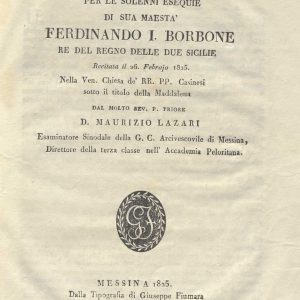 PER LE SOLENNI ESEQUIE
DI SUA MAESTA'
FERDINANDO I. BORBONE
RE DEL REGNO DELLE DUE SICILIE
Recitata il 26. Febrajo 1825.
Nella Ven. Chiesa de' RR. PP. Casinesi
sotto il titolo della Maddalena
DAL MOLTO REV. P. PRIORE
D. MAURIZIO LAZARI
Esaminatore Sinodale della G. C. Arcivescovile di Messina,
Direttore della terza classe nell' Accademia Peloritana.
MESSINA 1825.
Dalla Tipografia di Giuseppe Fiumara